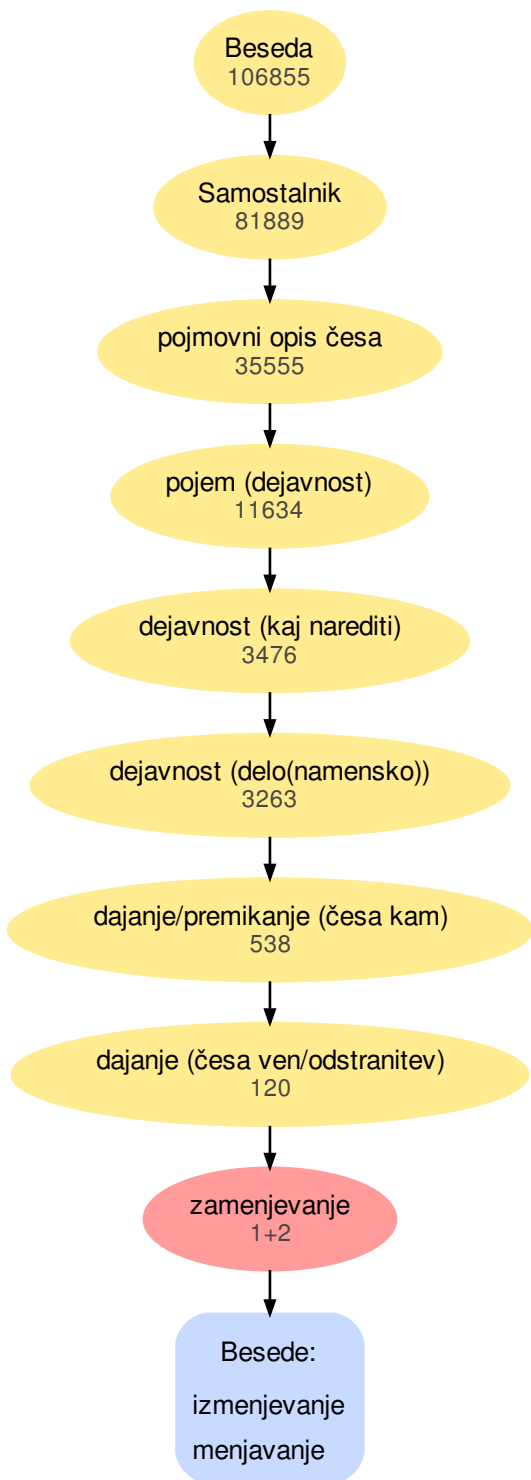 Beseda
106855
Samostalnik
81889
pojmovni opis česa
35555
pojem (dejavnost)
11634
dejavnost (kaj narediti)
3476
dejavnost (delo(namensko))
3263
dajanje/premikanje (česa kam)
538
dajanje (česa ven/odstranitev)
120
zamenjevanje
1+2
Besede:
izmenjevanje
menjavanje